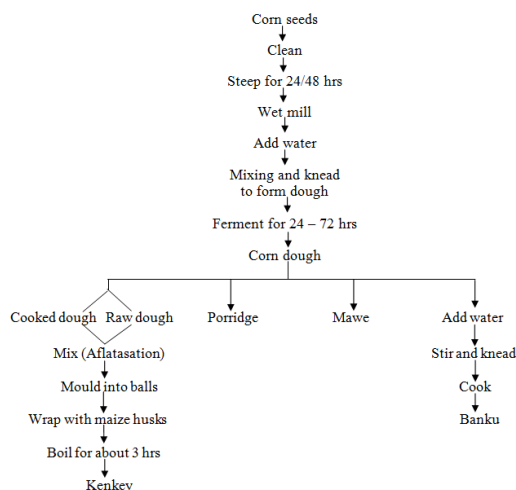 Corn seeds
Clean
Steep for 24/48 hrs
Wet mill
Add water
Mixing and knead
to form dough
Ferment for 24 – 72 hrs
Corn dough
Cooked dough Raw dough Porridge Mawe Add water
Mix (Aflatasation) Stir and knead
Mould into balls Cook
Wrap with maize husks Banku
Boil for about 3 hrs
Kenkey